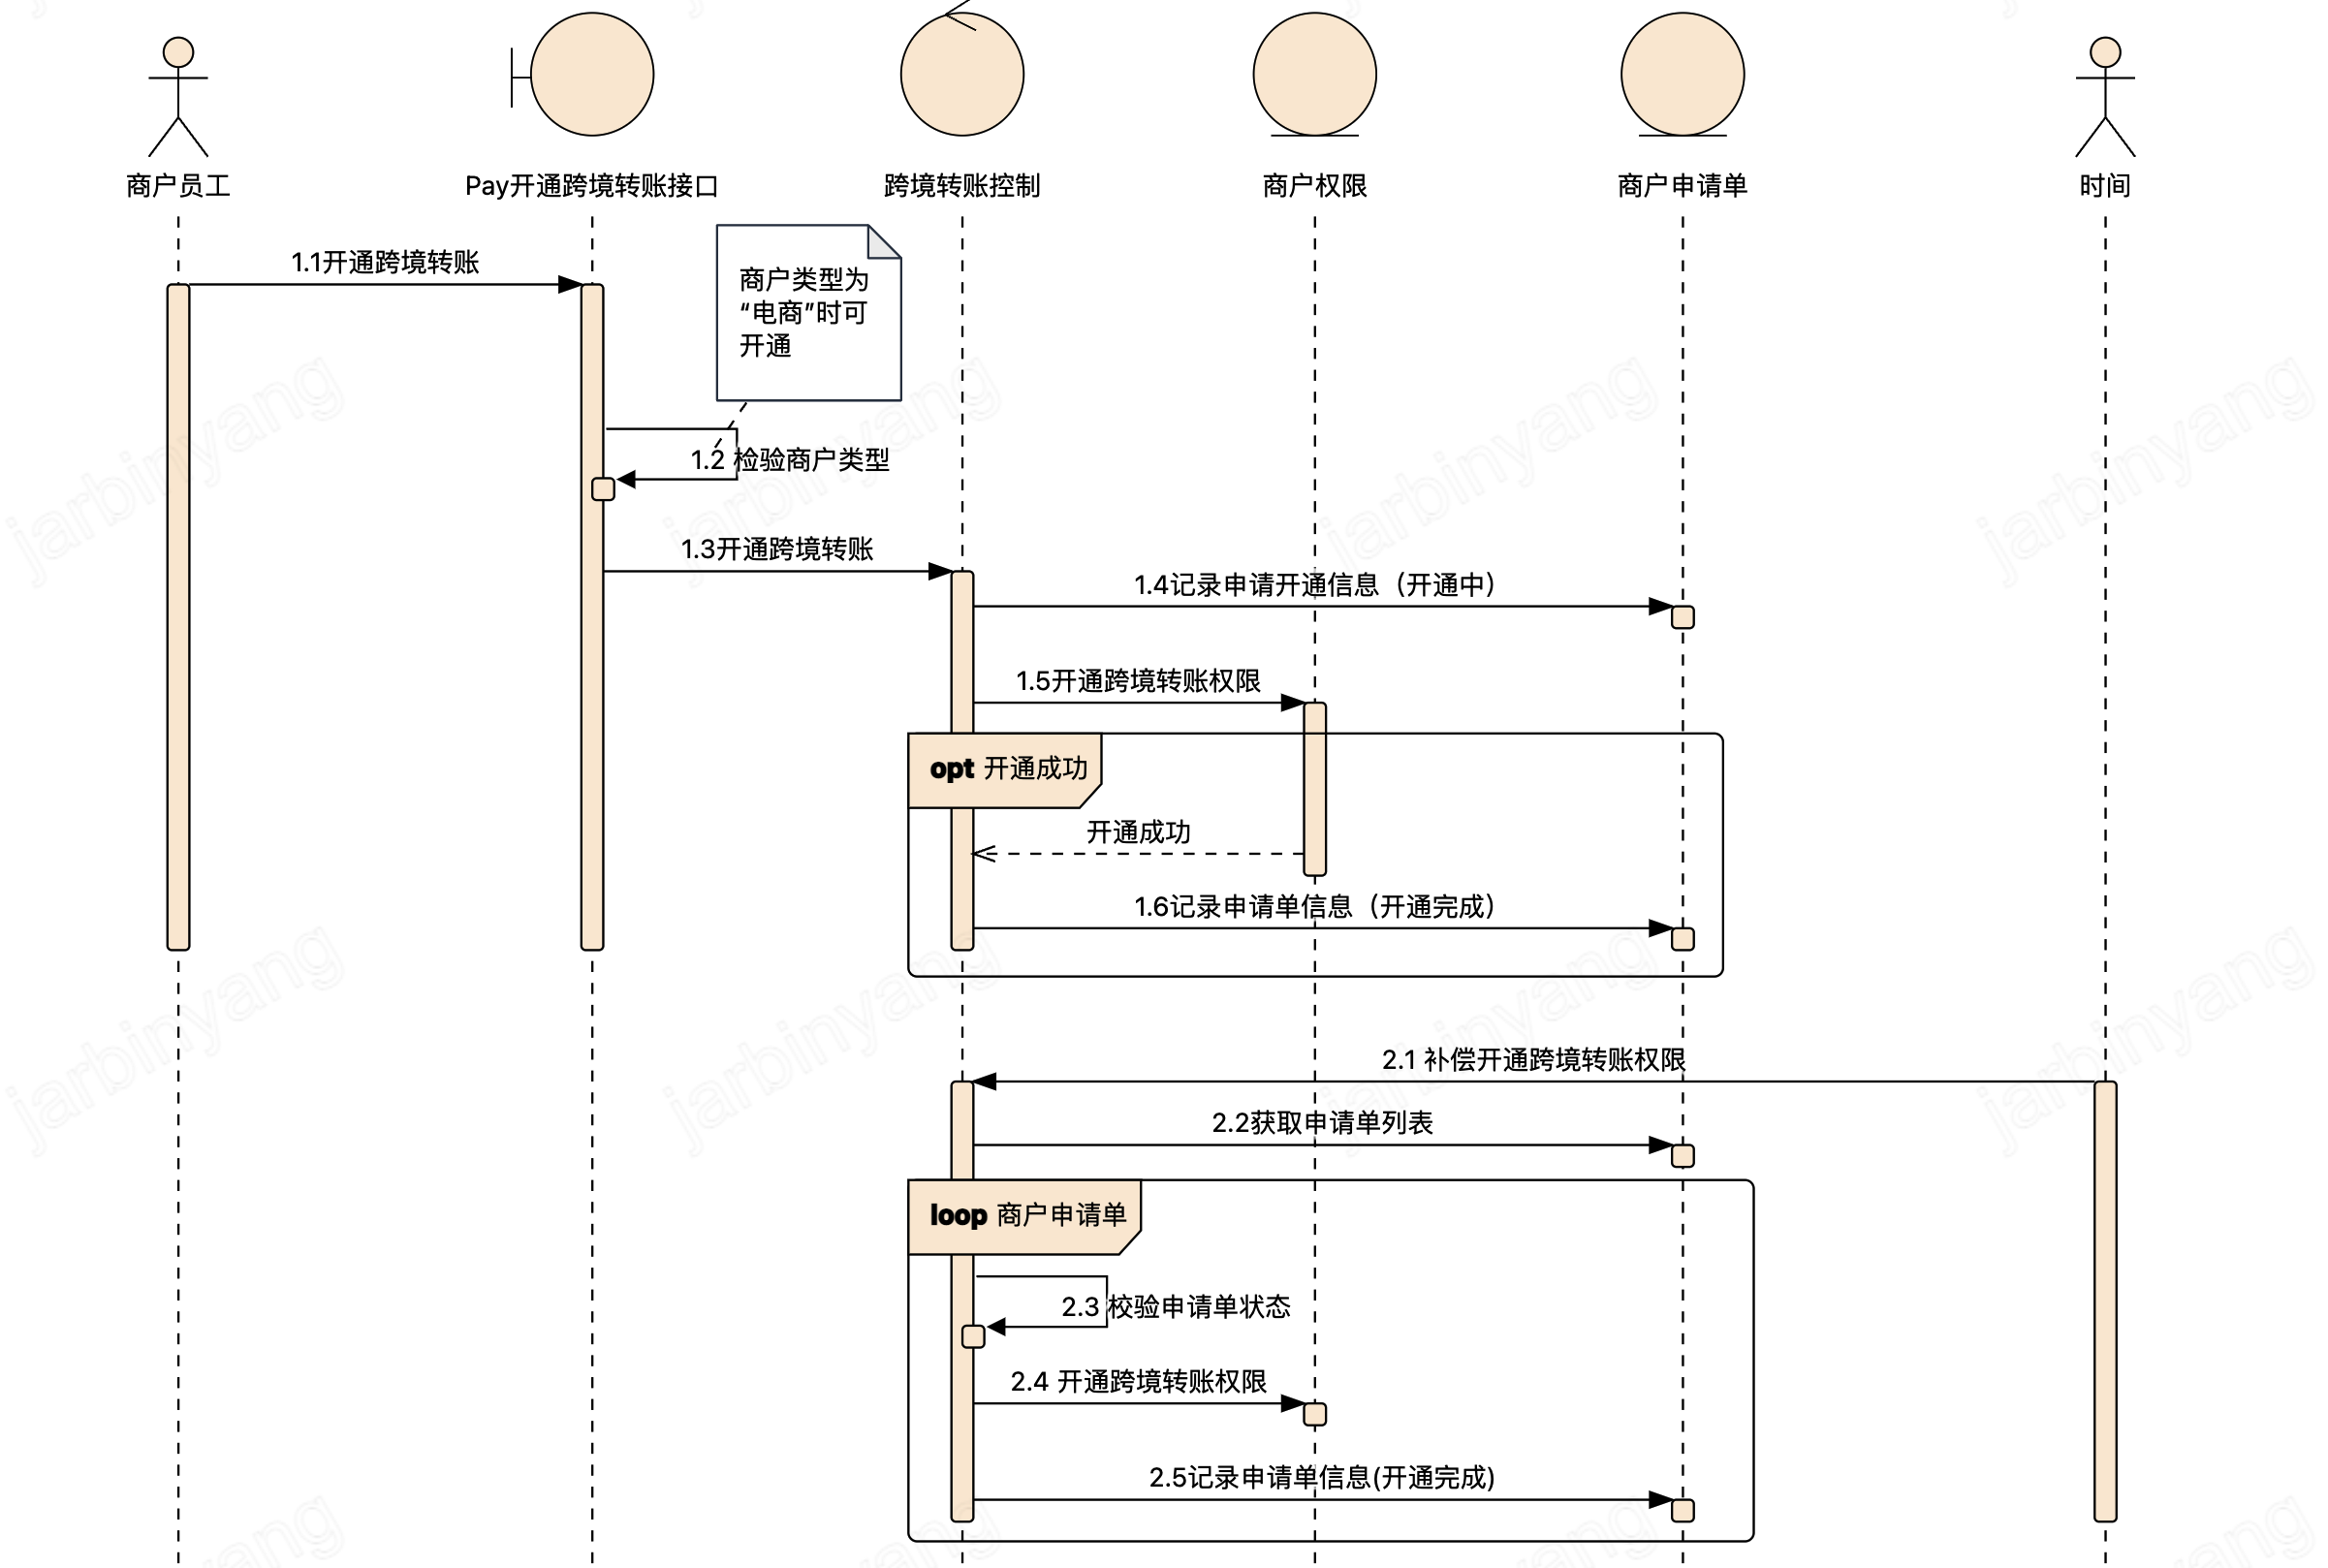 商户员工
Pay开通跨境转账接口
跨境转账控制
商户权限
商户申请单
时间
1.1开通跨境转账
商户类型为
“电商”时可
开通
1.2 检验商户类型
1.3开通跨境转账
1.4记录申请开通信息（开通中）
1.5开通跨境转账权限
opt 开通成功
开通成功
1.6记录申请单信息（开通完成）
2.1 补偿开通跨境转账权限
2.2获取申请单列表
loop 商户申请单
2.3 校验申请单状态
2.4 开通跨境转账权限
2.5记录申请单信息(开通完成)
jarbinyang
jarbinyang
jarbinyang
jarbinyang
jarbinyang
jarbinyang
jarbinyang
jarbinyang